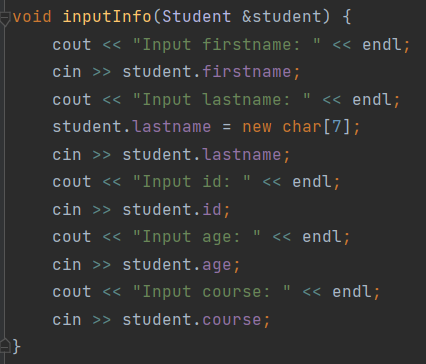 void inputInfo(Student &student) {
    cout << "Input firstname: " << endl;
    cin >> student.firstname;
    cout << "Input lastname: " << endl;
    student.lastname = new char[7];
    cin >> student.lastname;
    cout << "Input id: " << endl;
    cin >> student.id;
    cout << "Input age: " << endl;
    cin >> student.age;
    cout << "Input course: " << endl;
    cin >> student.course;
}